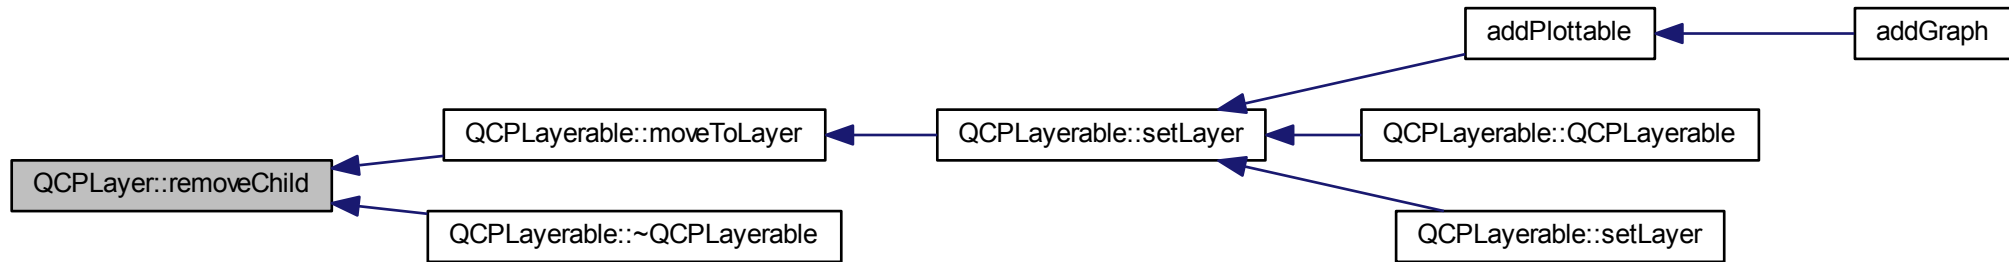 addPlottable
addGraph
QCPLayerable::moveToLayer
QCPLayerable::setLayer
QCPLayerable::QCPLayerable
QCPLayer::removeChild
QCPLayerable::~QCPLayerable
QCPLayerable::setLayer